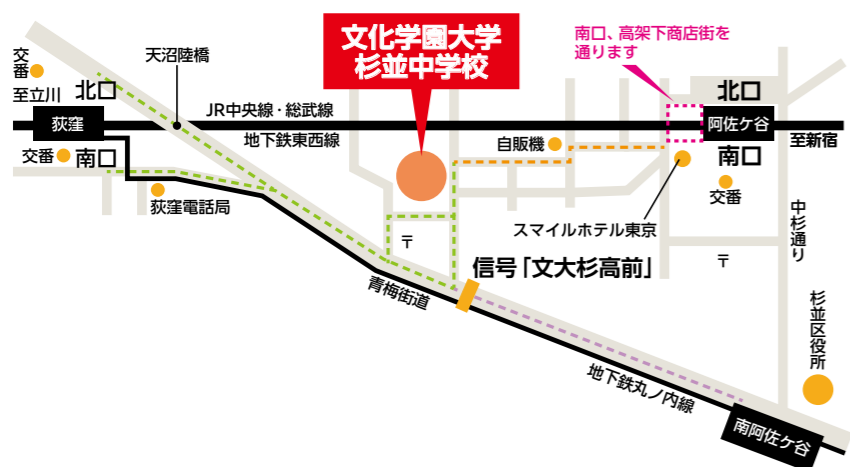 文化学園大学
杉並中学校
南口、高架下商店街を
通ります
交番
天沼陸橋
北口
至立川
JR中央線・総武線
北口
荻窪
阿佐ケ谷
地下鉄東西線
自販機
至新宿
交番
南口
南口
荻窪電話局
交番
中杉通り
スマイルホテル東京
〒
信号「文大杉高前」
〒
青梅街道
杉並区役所
地下鉄丸ノ内線
南阿佐ケ谷